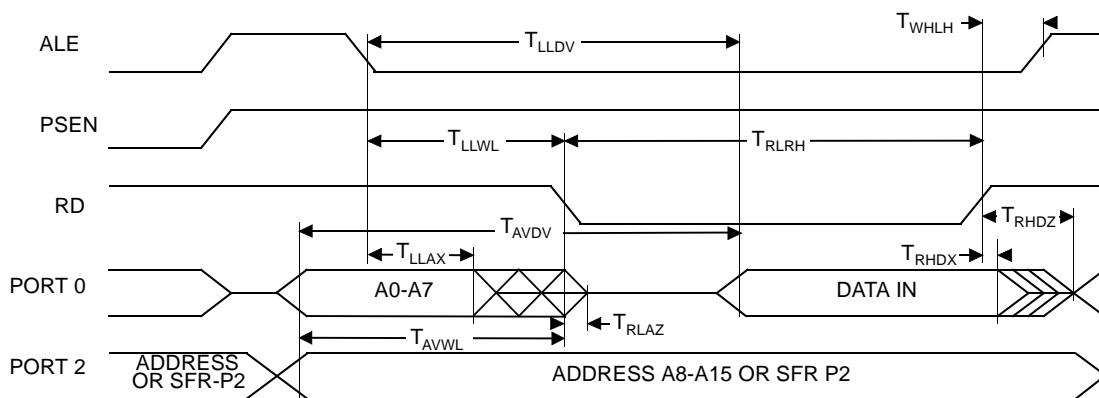 T_WHLH
ALE
T_LLDV
PSEN
T_LLWL
T_RLRH
RD
T_AVDV
T_RHDZ
T_LLAX
T_RHDX
PORT 0
A0-A7
DATA IN
T_RLAZ
T_AVWL
PORT 2
ADDRESS
OR SFR-P2
ADDRESS A8-A15 OR SFR P2